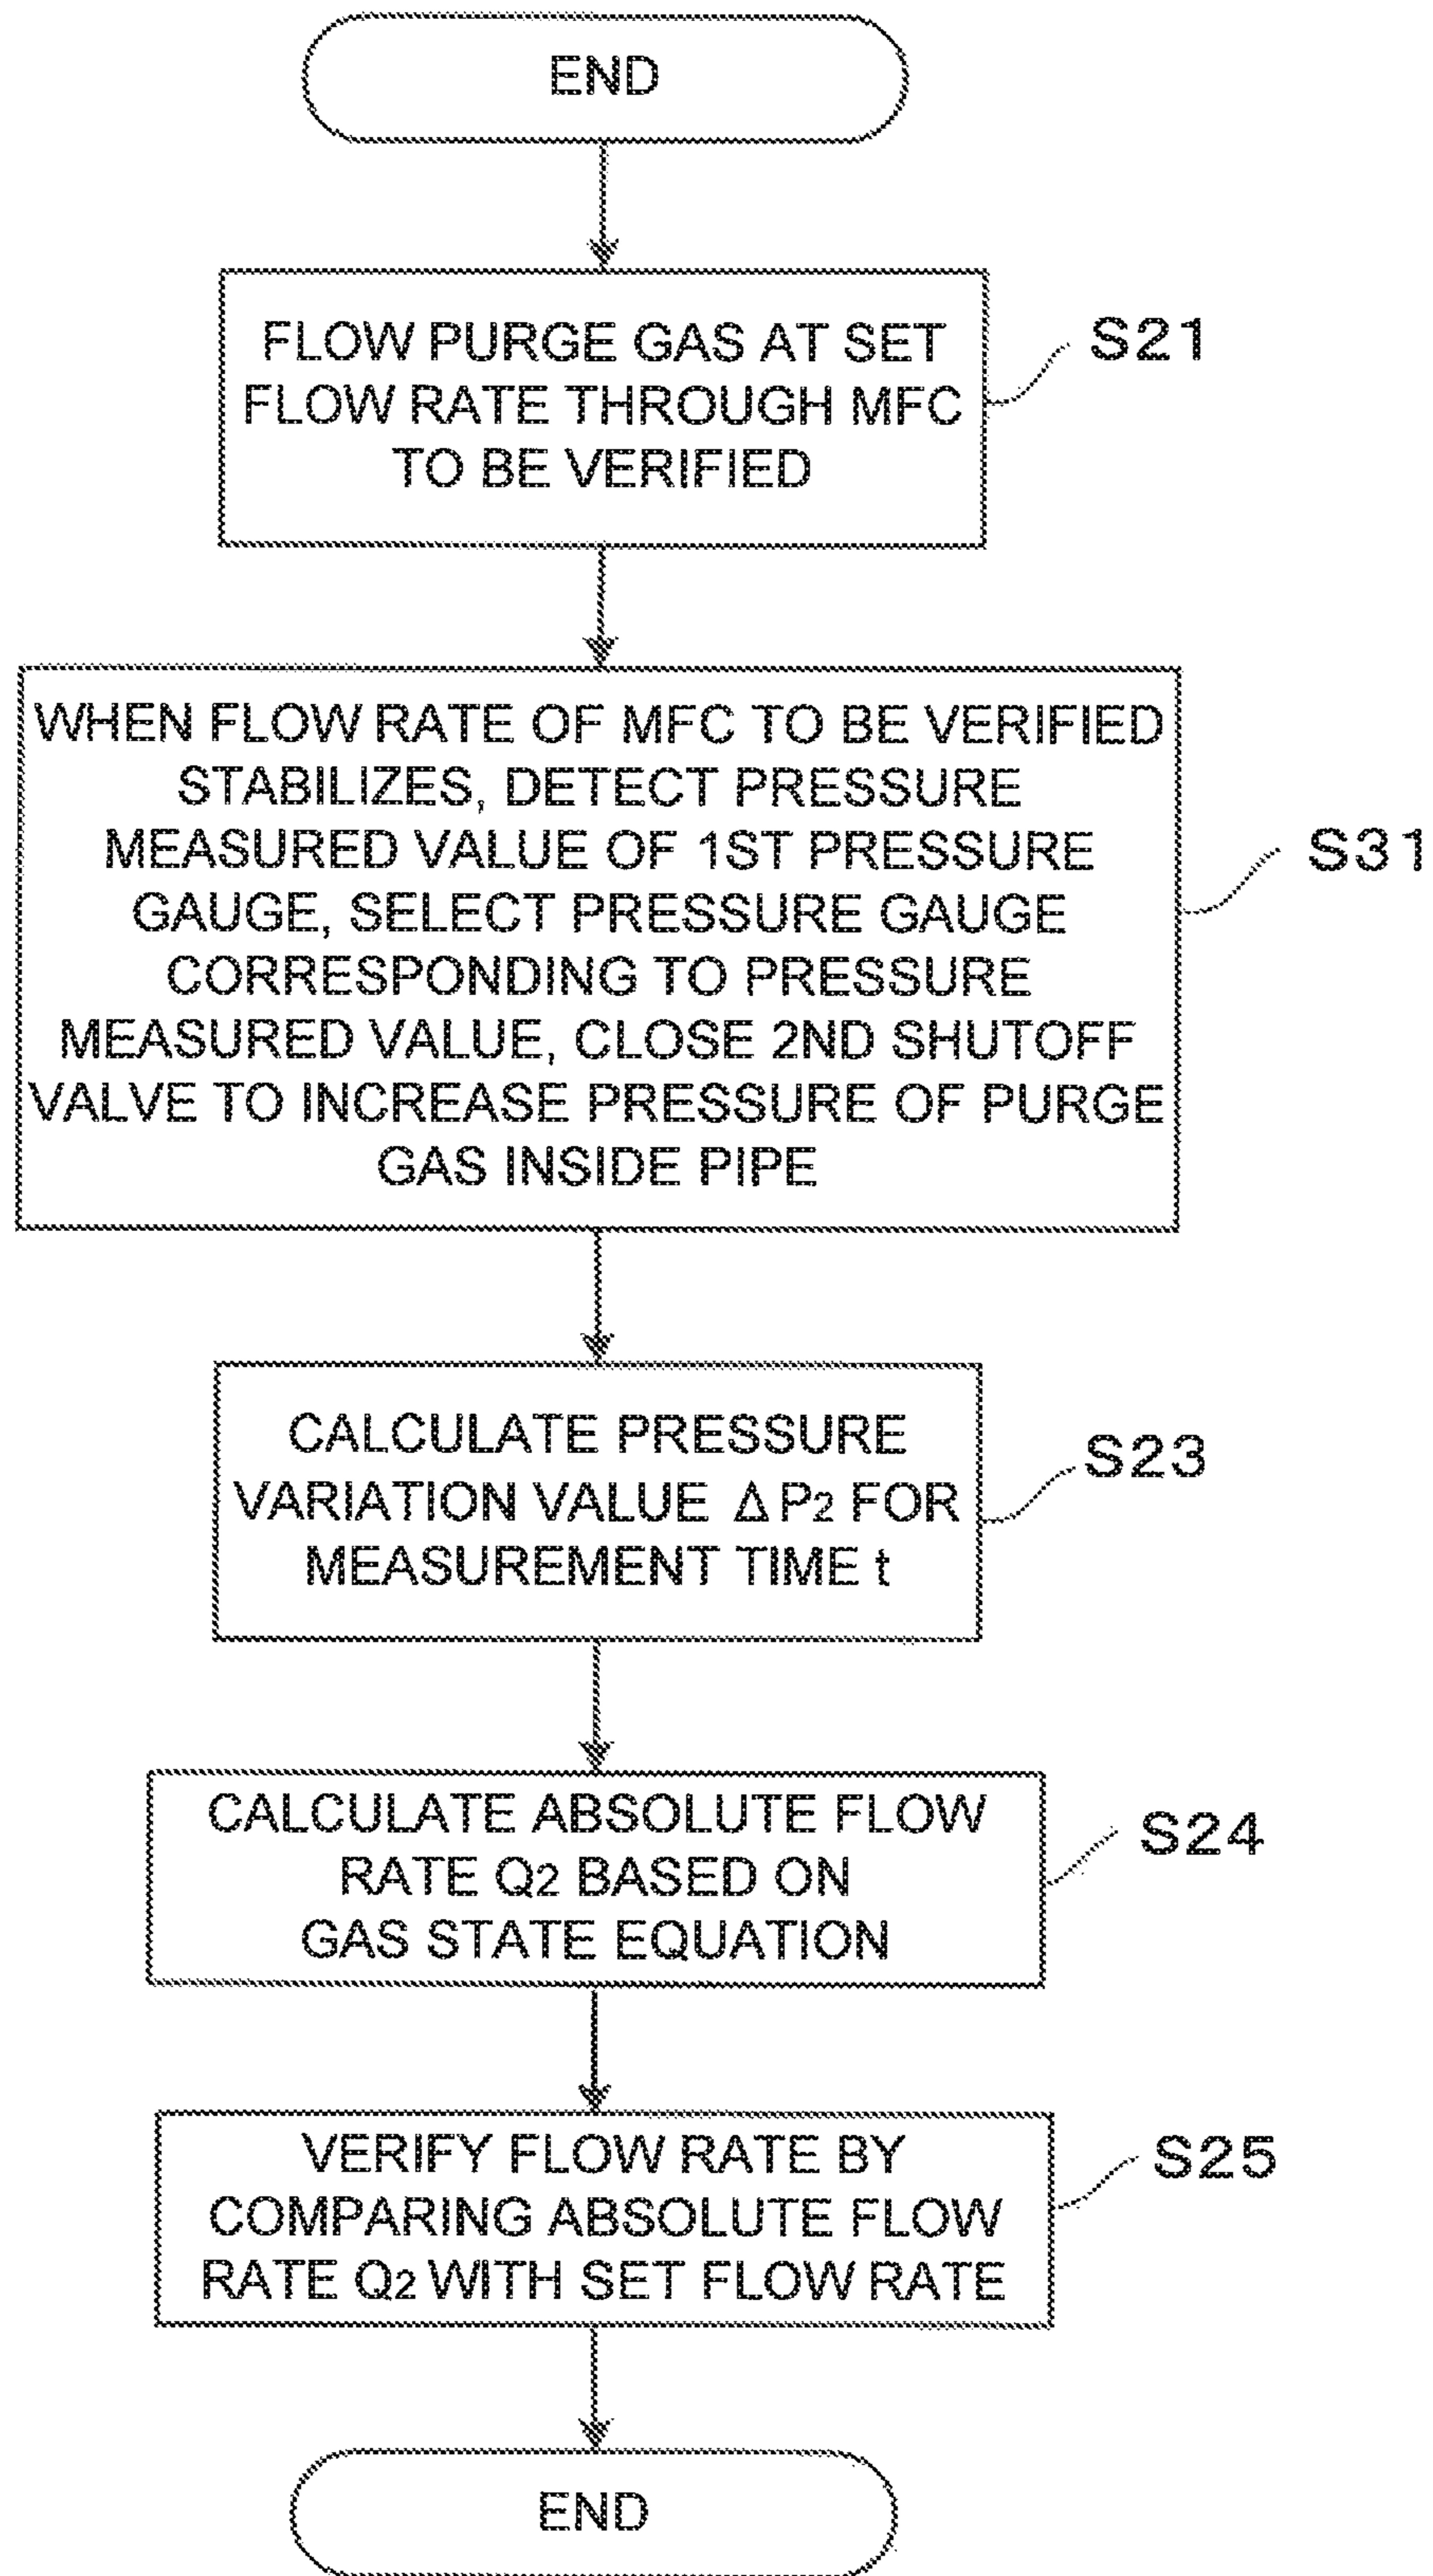 END
FLOW PURGE GAS AT SET
FLOW RATE THROUGH MFC
TO BE VERIFIED
S21
WHEN FLOW RATE OF MFC TO BE VERIFIED
STABILIZES, DETECT PRESSURE
MEASURED VALUE OF 1ST PRESSURE
GAUGE, SELECT PRESSURE GAUGE
CORRESPONDING TO PRESSURE
MEASURED VALUE, CLOSE 2ND SHUTOFF
VALVE TO INCREASE PRESSURE OF PURGE
GAS INSIDE PIPE
S31
CALCULATE PRESSURE
VARIATION VALUE ΔP2 FOR
MEASUREMENT TIME t
S23
CALCULATE ABSOLUTE FLOW
RATE Q2 BASED ON
GAS STATE EQUATION
S24
VERIFY FLOW RATE BY
COMPARING ABSOLUTE FLOW
RATE Q2 WITH SET FLOW RATE
S25
END